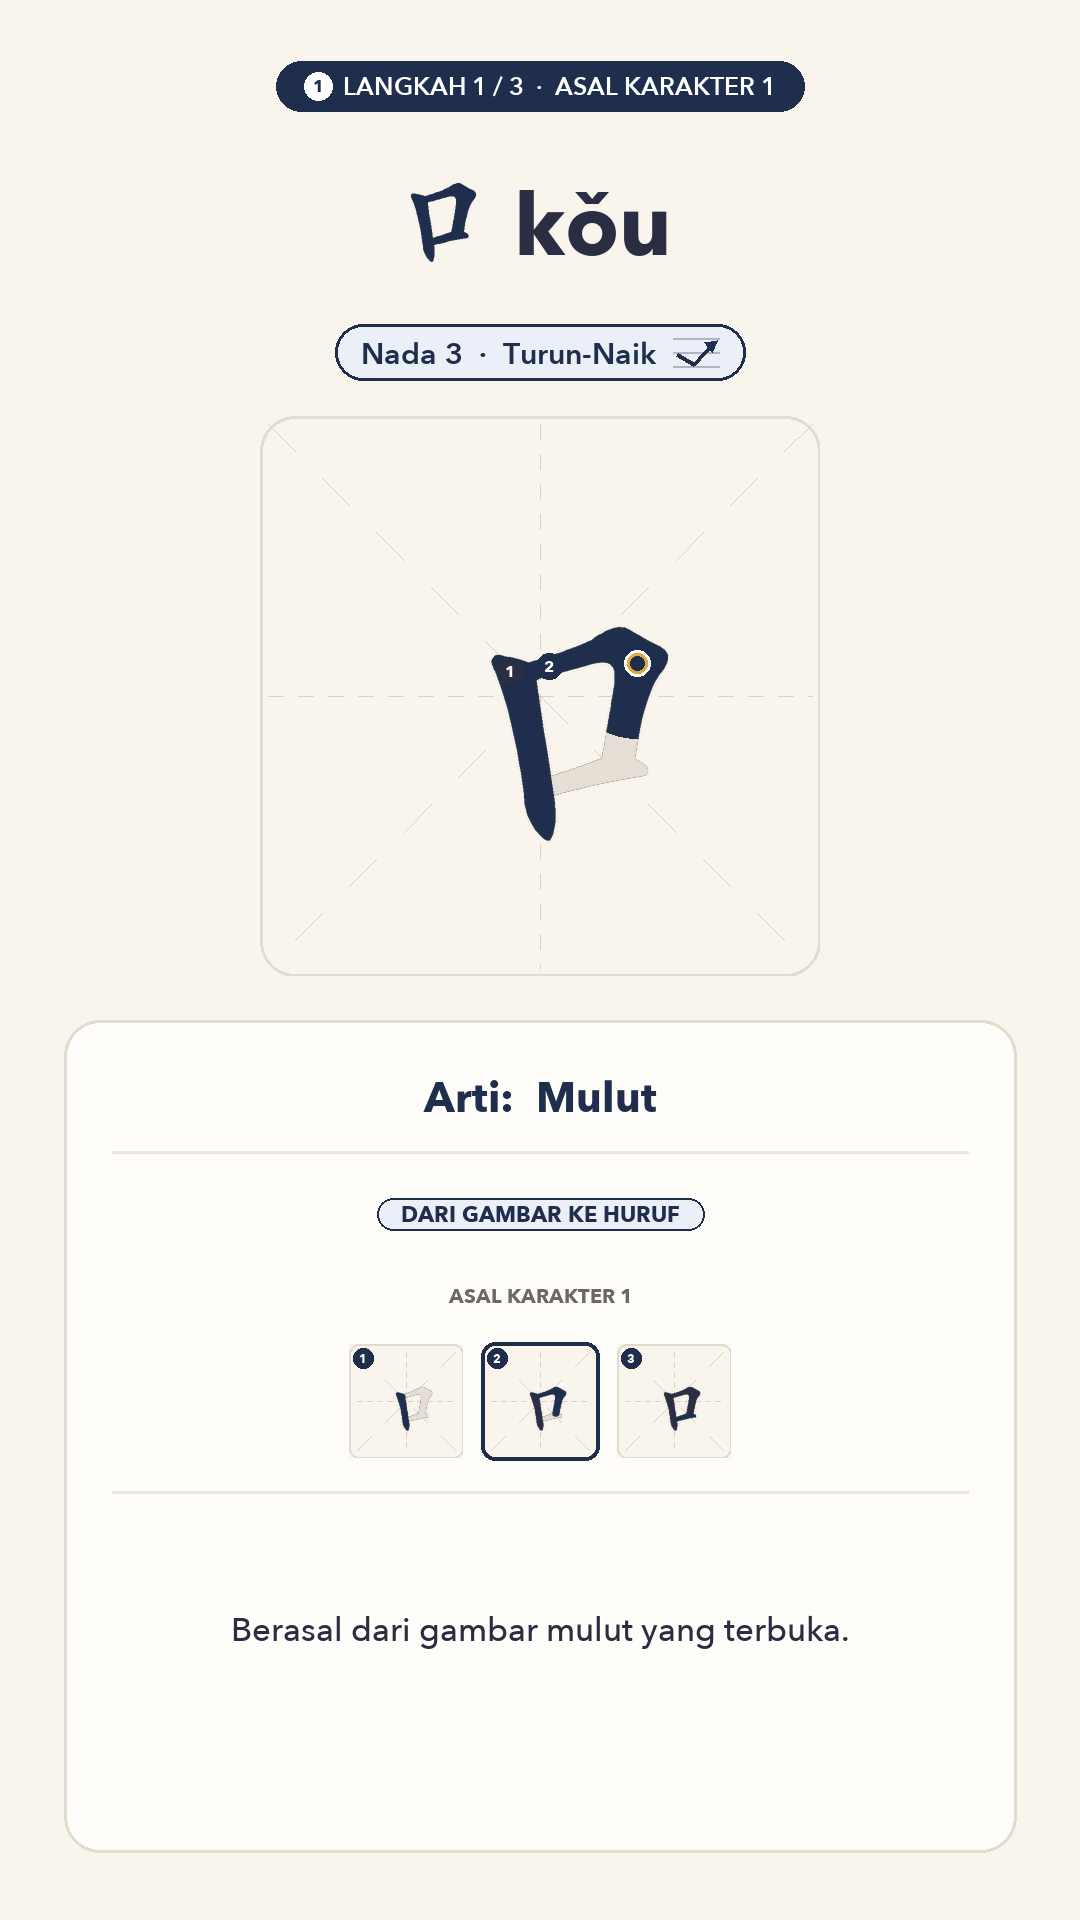 1 LANGKAH 1 / 3 · ASAL KARAKTER 1
口 kǒu
Nada 3 · Turun-Naik
1 2
Arti: Mulut
DARI GAMBAR KE HURUF
ASAL KARAKTER 1
1 2 3
口
Berasal dari gambar mulut yang terbuka.